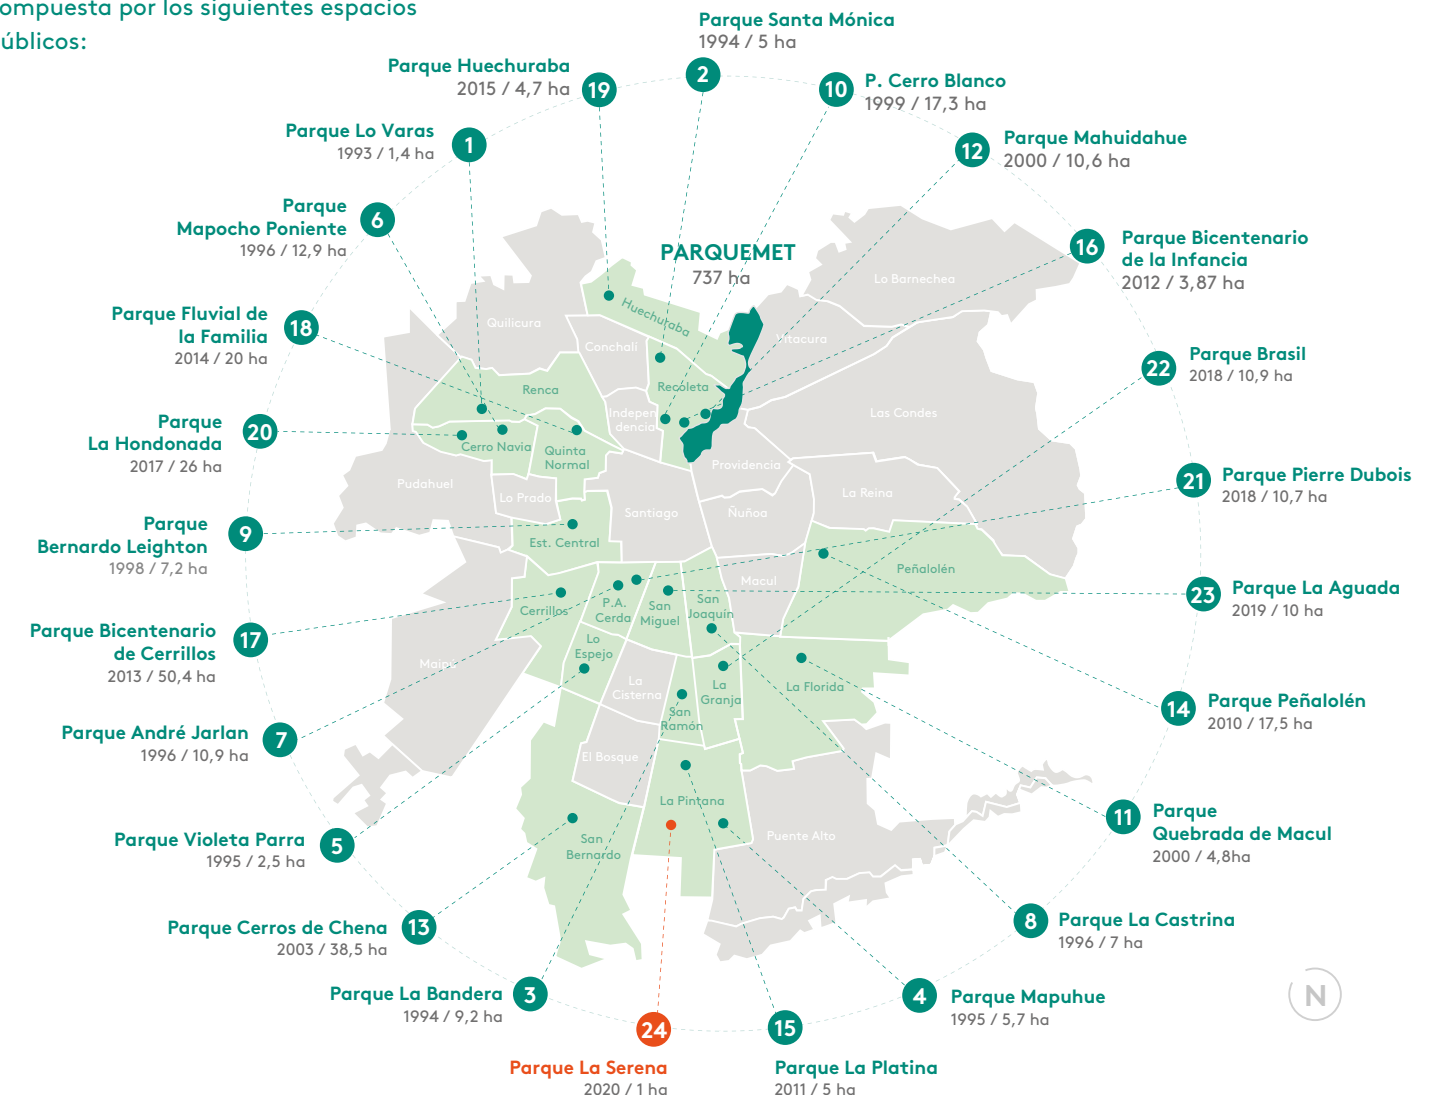 ompuesta por los siguientes espacios
úblicos:
Parque Santa Mónica
1994 / 5 ha
2
Parque Huechuraba
2015 / 4,7 ha
19
10
P. Cerro Blanco
1999 / 17,3 ha
Parque Lo Varas
1993 / 1,4 ha
1
12
Parque Mahuidahue
2000 / 10,6 ha
Parque
Mapocho Poniente
1996 / 12,9 ha
6
PARQUEMET
737 ha
16
Parque Bicentenario
de la Infancia
2012 / 3,87 ha
Parque Fluvial de
la Familia
2014 / 20 ha
18
22
Parque Brasil
2018 / 10,9 ha
Parque
La Hondonada
2017 / 26 ha
20
21
Parque Pierre Dubois
2018 / 10,7 ha
Parque
Bernardo Leighton
1998 / 7,2 ha
9
23
Parque La Aguada
2019 / 10 ha
Parque Bicentenario
de Cerrillos
2013 / 50,4 ha
17
14
Parque Peñalolén
2010 / 17,5 ha
Parque André Jarlan
1996 / 10,9 ha
7
11
Parque
Quebrada de Macul
2000 / 4,8ha
Parque Violeta Parra
1995 / 2,5 ha
5
8
Parque La Castrina
1996 / 7 ha
Parque Cerros de Chena
2003 / 38,5 ha
13
4
Parque Mapuhue
1995 / 5,7 ha
Parque La Bandera
1994 / 9,2 ha
3
24
Parque La Serena
2020 / 1 ha
15
Parque La Platina
2011 / 5 ha
N
Lo Barnechea
Quilicura
Huechuraba
Conchalí
Vitacura
Renca
Recoleta
Indepen
dencia
Las Condes
Cerro Navia
Quinta
Normal
Providencia
Pudahuel
Lo Prado
Santiago
Ñuñoa
La Reina
Est. Central
Macul
Peñalolén
Cerrillos
P.A.
Cerda
San
Miguel
San
Joaquín
Lo
Espejo
Maipú
La
Cisterna
La
Granja
La Florida
San
Ramón
El Bosque
La Pintana
Puente Alto
San
Bernardo